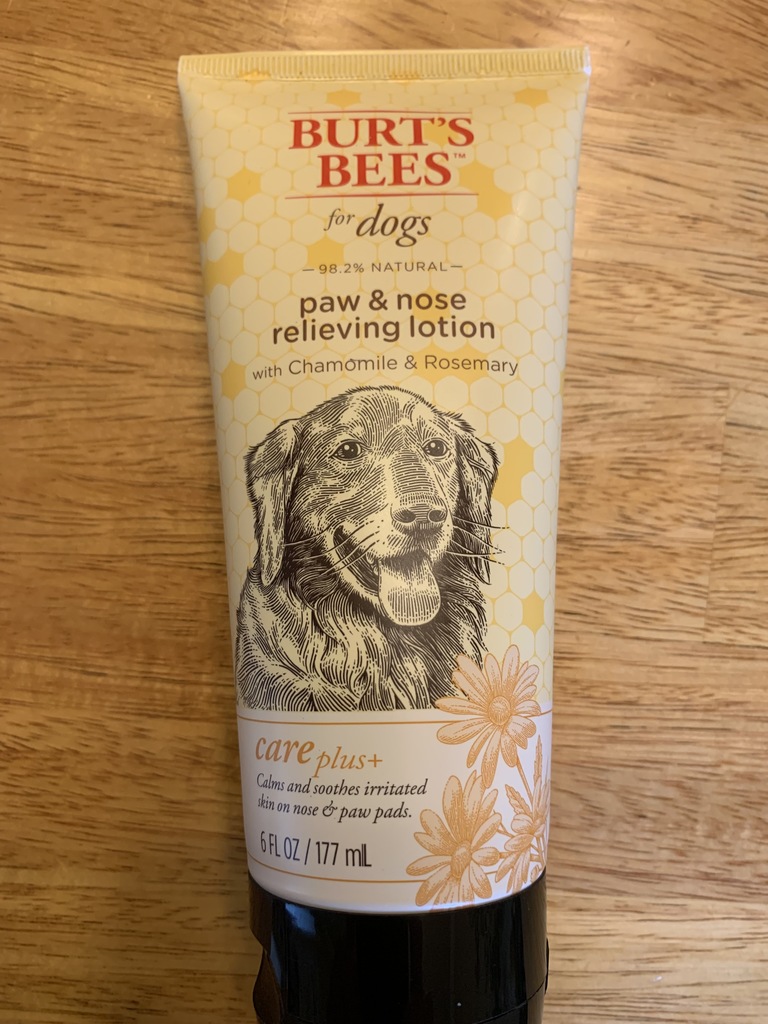 BURT'S
BEES™
for dogs
—98.2% NATURAL—
paw & nose
relieving lotion
with Chamomile & Rosemary
care plus+
Calms and soothes irritated
skin on nose & paw pads.
6 FL OZ / 177 mL